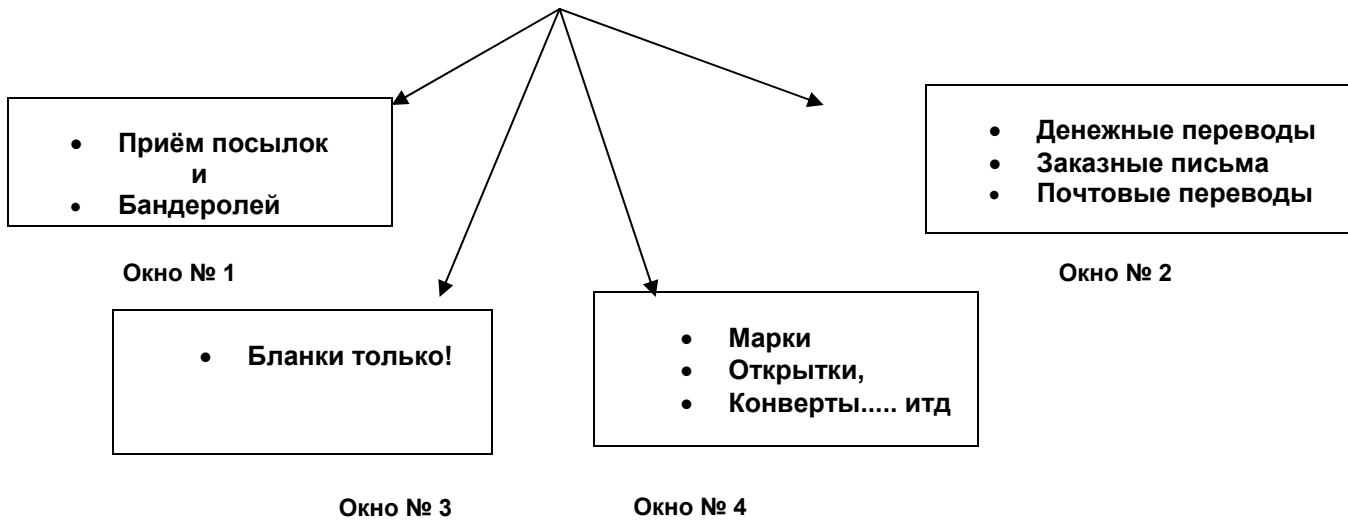 • Приём посылок
и
• Бандеролей
Окно № 1
• Денежные переводы
• Заказные письма
• Почтовые переводы
Окно № 2
• Бланки только!
Окно № 3
• Марки
• Открытки,
• Конверты..... итд
Окно № 4